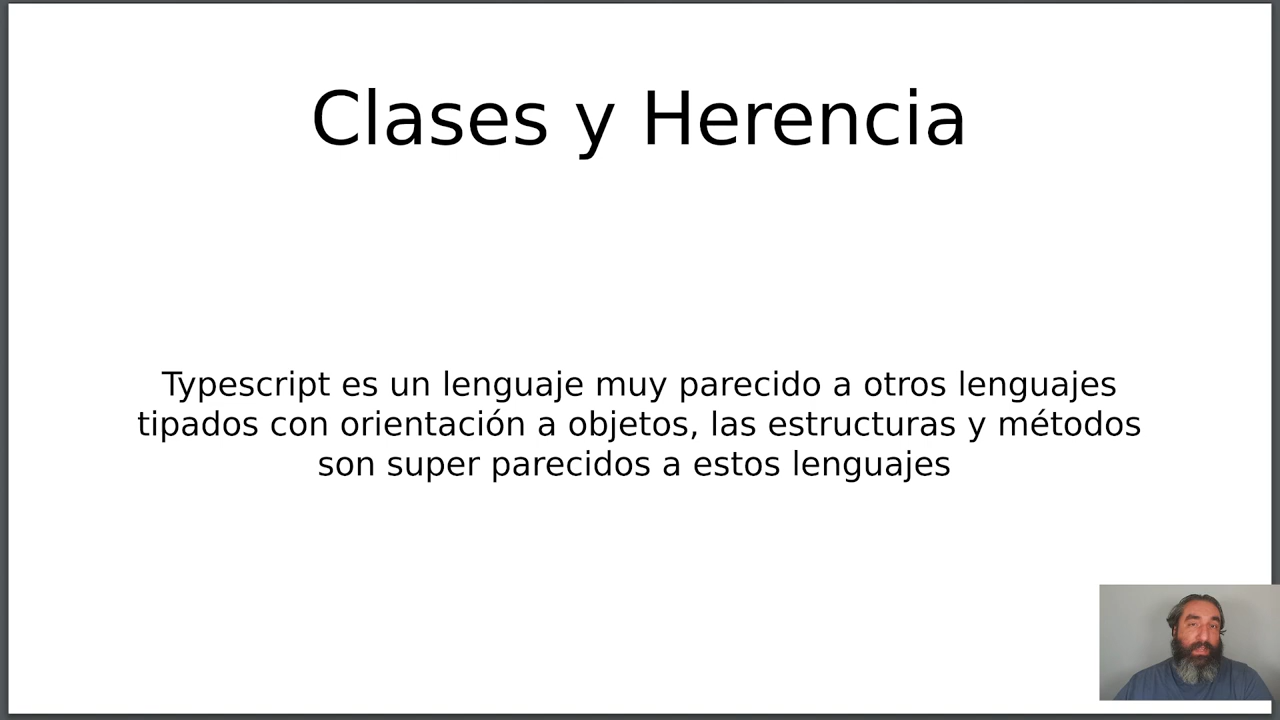 Clases y Herencia
Typescript es un lenguaje muy parecido a otros lenguajes
tipados con orientación a objetos, las estructuras y métodos
son super parecidos a estos lenguajes